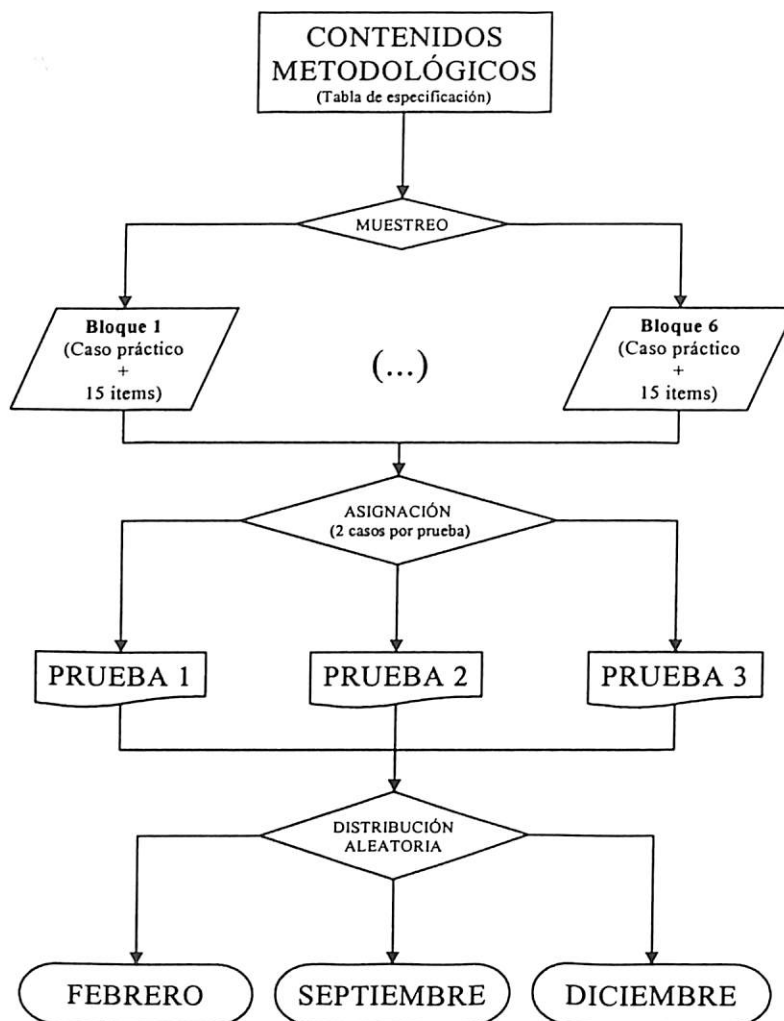 CONTENIDOS
METODOLÓGICOS
(Tabla de especificación)
MUESTREO
Bloque 1
(Caso práctico
+
15 items)
(...)
Bloque 6
(Caso práctico
+
15 items)
ASIGNACIÓN
(2 casos por prueba)
PRUEBA 1
PRUEBA 2
PRUEBA 3
DISTRIBUCIÓN
ALEATORIA
FEBRERO
SEPTIEMBRE
DICIEMBRE